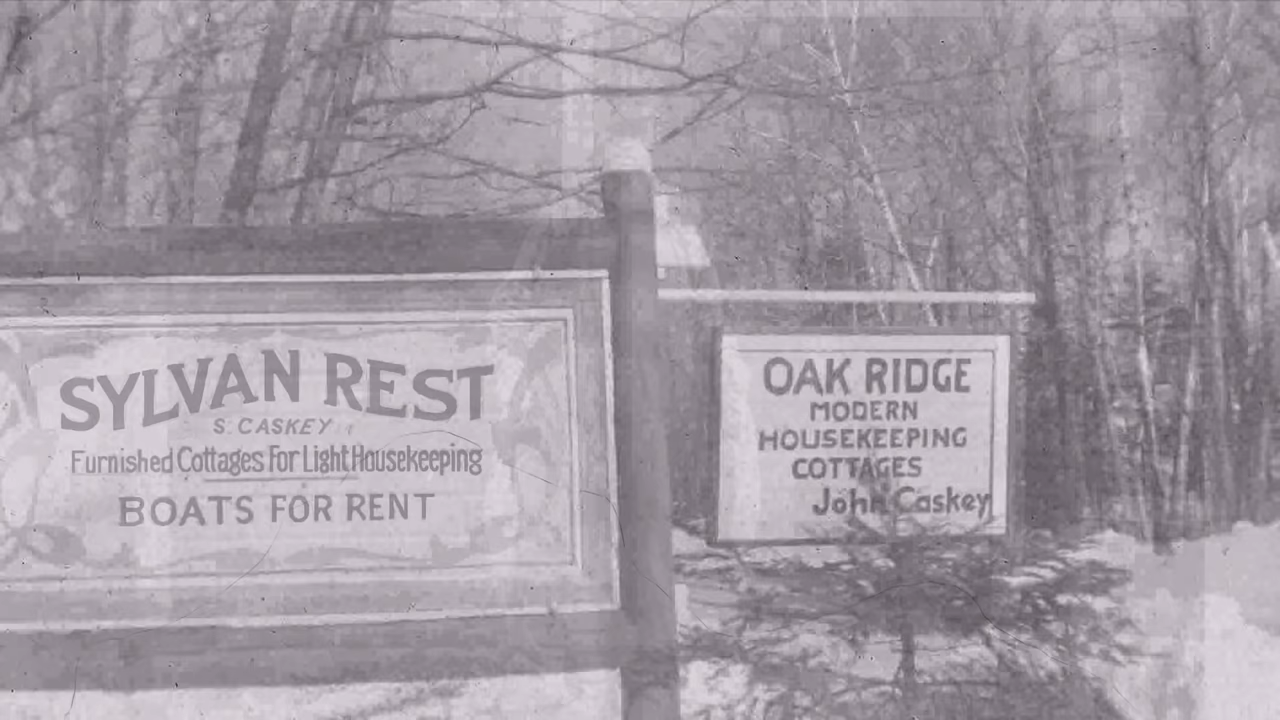 SYLVAN REST
S. CASKEY
Furnished Cottages For Light Housekeeping
BOATS FOR RENT
OAK RIDGE
MODERN
HOUSEKEEPING
COTTAGES
John Caskey